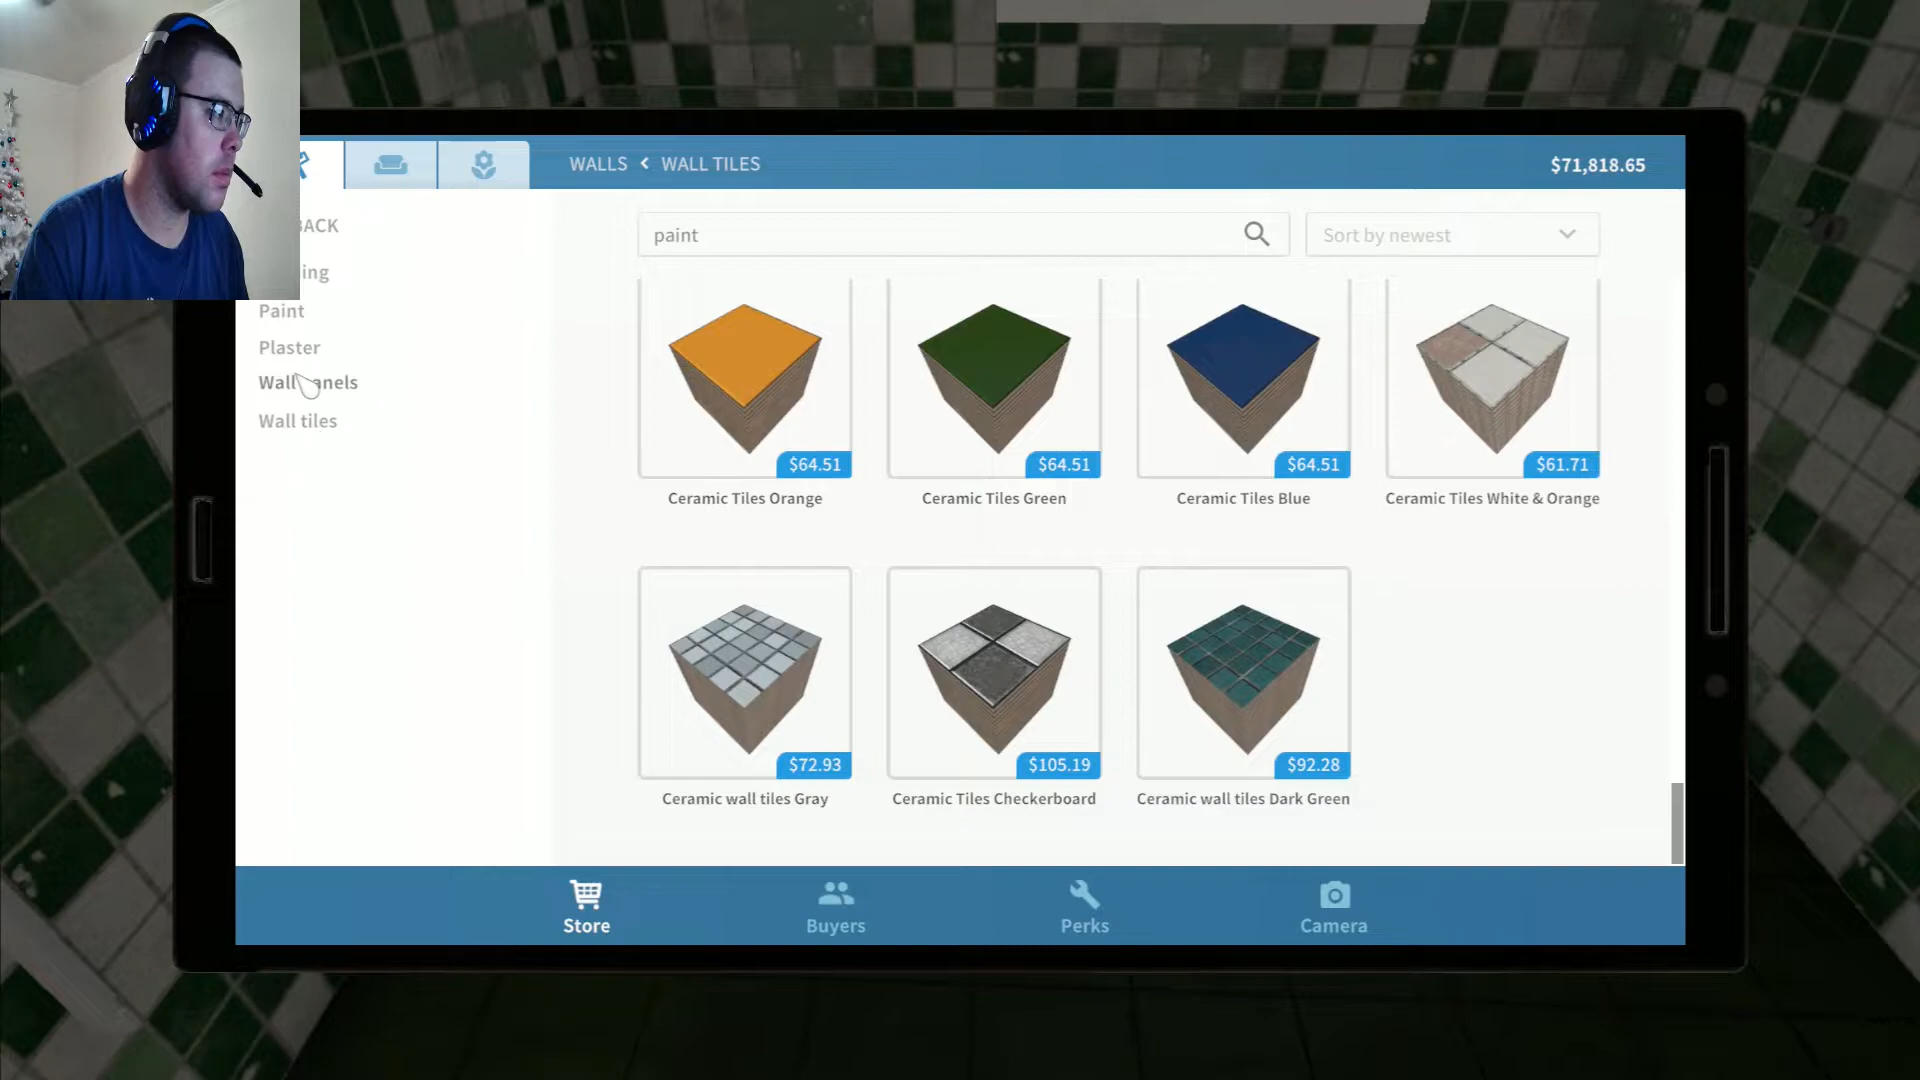 WALLS < WALL TILES
$71,818.65
BACK
ing
paint
Sort by newest
Paint
Plaster
Wall panels
Wall tiles
$64.51
$64.51
$64.51
$61.71
Ceramic Tiles Orange
Ceramic Tiles Green
Ceramic Tiles Blue
Ceramic Tiles White & Orange
$72.93
$105.19
$92.28
Ceramic wall tiles Gray
Ceramic Tiles Checkerboard
Ceramic wall tiles Dark Green
Store
Buyers
Perks
Camera